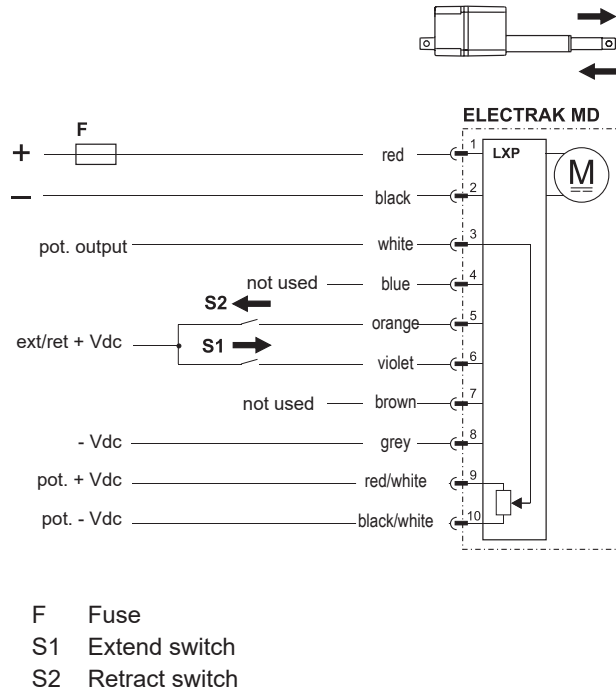 ELECTRAK MD
F
+ red 1 LXP M
– black 2
pot. output white 3
not used blue 4
S2 orange 5
ext/ret + Vdc S1 violet 6
not used brown 7
- Vdc grey 8
pot. + Vdc red/white 9
pot. - Vdc black/white 10
F Fuse
S1 Extend switch
S2 Retract switch